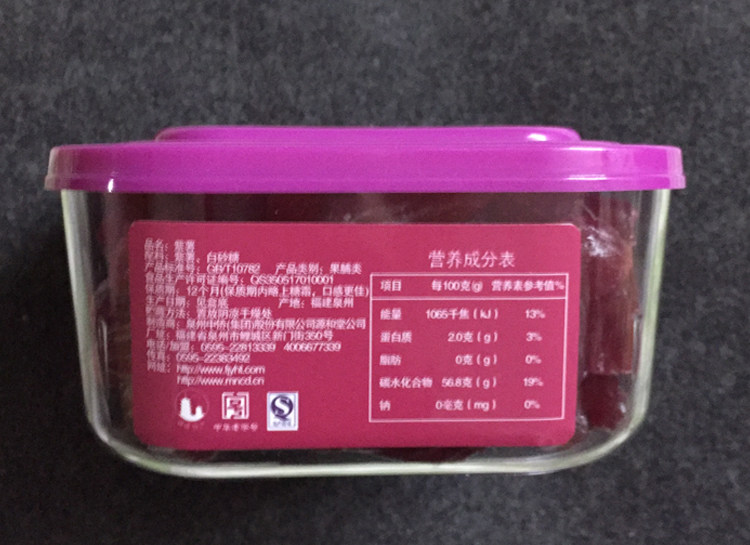 品名：紫薯
配料：紫薯、白砂糖
产品标准号：GB/T10782 产品类别：果脯类
食品生产许可证编号：QS350517010001
保质期：12个月(保质期内略上糖霜，口感更佳)
生产日期：见盒底 产地：福建泉州
贮藏方法：置放阴凉干燥处
制造商：泉州中侨(集团)股份有限公司源和堂公司
厂址：福建省泉州市鲤城区新门街350号
电话/加盟：0595-22813339 4006677339
传真：0595-22383492
网址：http://www.fjyht.com
http://www.mncd.cn
中华老字号
营养成分表
项目 每100克(g) 营养素参考值%
能量 1065千焦(kJ) 13%
蛋白质 2.0克(g) 3%
脂肪 0克(g) 0%
碳水化合物 56.8克(g) 19%
钠 0毫克(mg) 0%